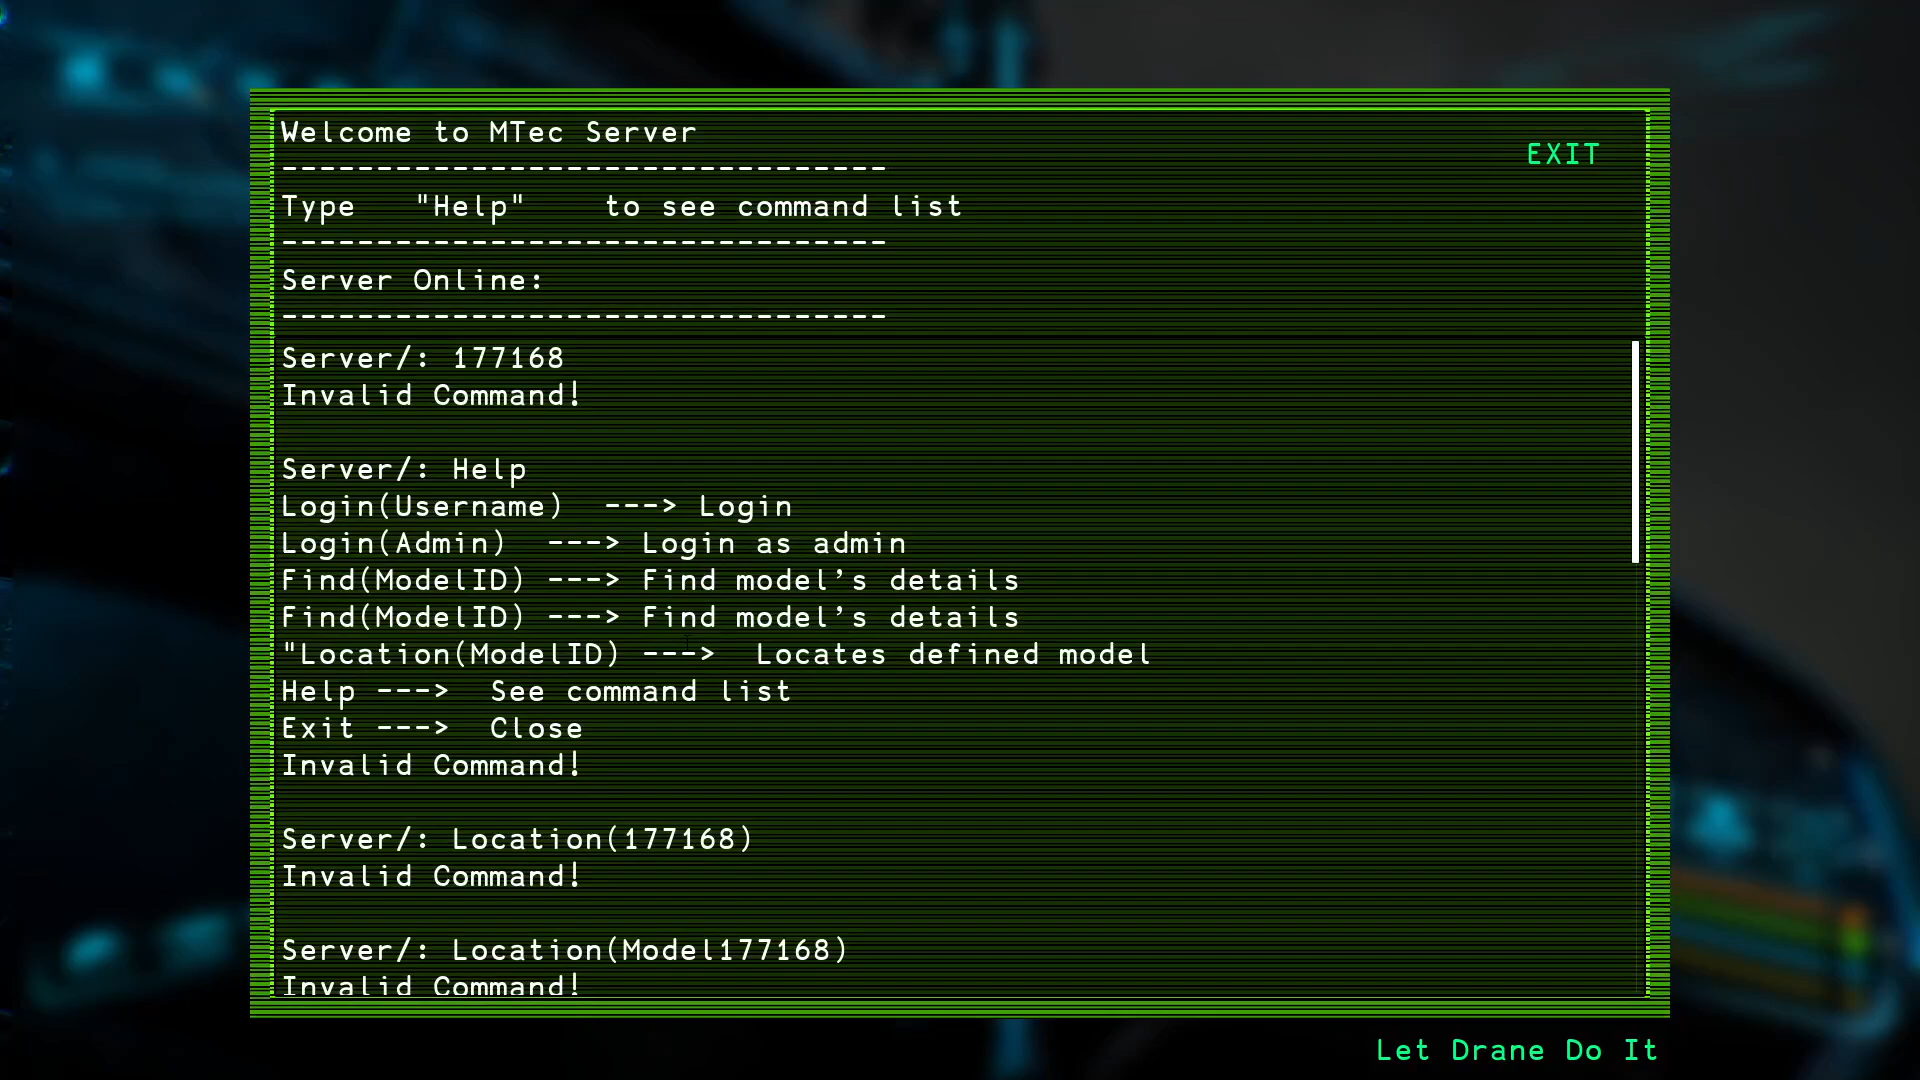 Welcome to MTec Server
EXIT
--------------------------------
Type "Help" to see command list
--------------------------------
Server Online:
--------------------------------
Server/: 177168
Invalid Command!
Server/: Help
Login(Username) ---> Login
Login(Admin) ---> Login as admin
Find(ModelID) ---> Find model’s details
Find(ModelID) ---> Find model’s details
"Location(ModelID) ---> Locates defined model
Help ---> See command list
Exit ---> Close
Invalid Command!
Server/: Location(177168)
Invalid Command!
Server/: Location(Model177168)
Invalid Command!
Let Drane Do It